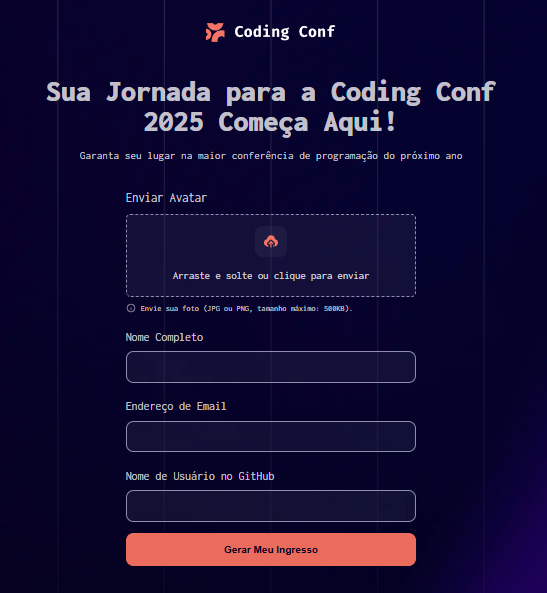 Coding Conf
Sua Jornada para a Coding Conf
2025 Começa Aqui!
Garanta seu lugar na maior conferência de programação do próximo ano
Enviar Avatar
Arraste e solte ou clique para enviar
Envie sua foto (JPG ou PNG, tamanho máximo: 500KB).
Nome Completo
Endereço de Email
Nome de Usuário no GitHub
Gerar Meu Ingresso